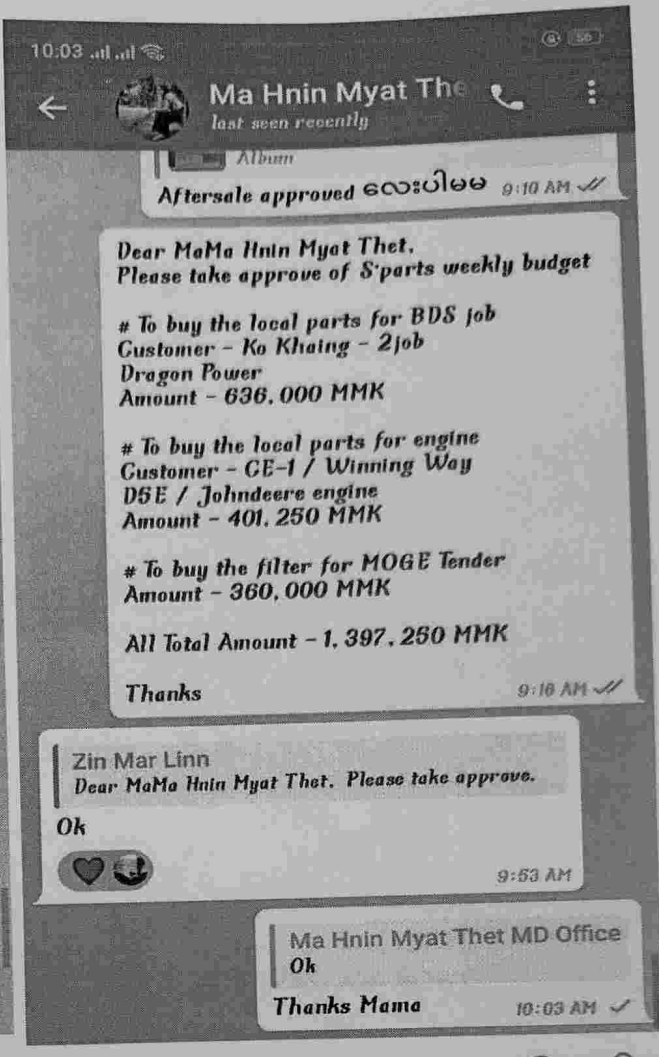 10:03
56
Ma Hnin Myat The
last seen recently
Album
Aftersale approved လေးပါမမ 9:10 AM
Dear MaMa Hnin Myat Thet,
Please take approve of S'parts weekly budget
# To buy the local parts for BDS job
Customer - Ko Khaing - 2job
Dragon Power
Amount - 636,000 MMK
# To buy the local parts for engine
Customer - CE-1 / Winning Way
D5E / Johndeere engine
Amount - 401,250 MMK
# To buy the filter for MOGE Tender
Amount - 360,000 MMK
All Total Amount - 1,397,250 MMK
Thanks 9:16 AM
Zin Mar Linn
Dear MaMa Hnin Myat Thet. Please take approve.
Ok
9:53 AM
Ma Hnin Myat Thet MD Office
Ok
Thanks Mama 10:03 AM